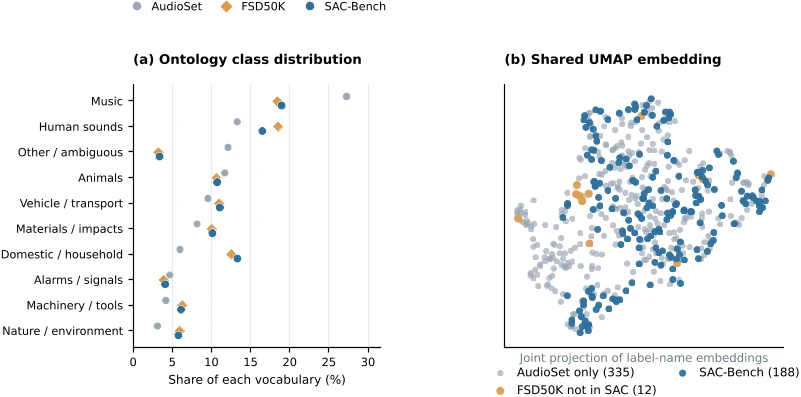 AudioSet FSD50K SAC-Bench
(a) Ontology class distribution
Music
Human sounds
Other / ambiguous
Animals
Vehicle / transport
Materials / impacts
Domestic / household
Alarms / signals
Machinery / tools
Nature / environment
0 5 10 15 20 25 30
Share of each vocabulary (%)
(b) Shared UMAP embedding
Joint projection of label-name embeddings
AudioSet only (335) SAC-Bench (188)
FSD50K not in SAC (12)